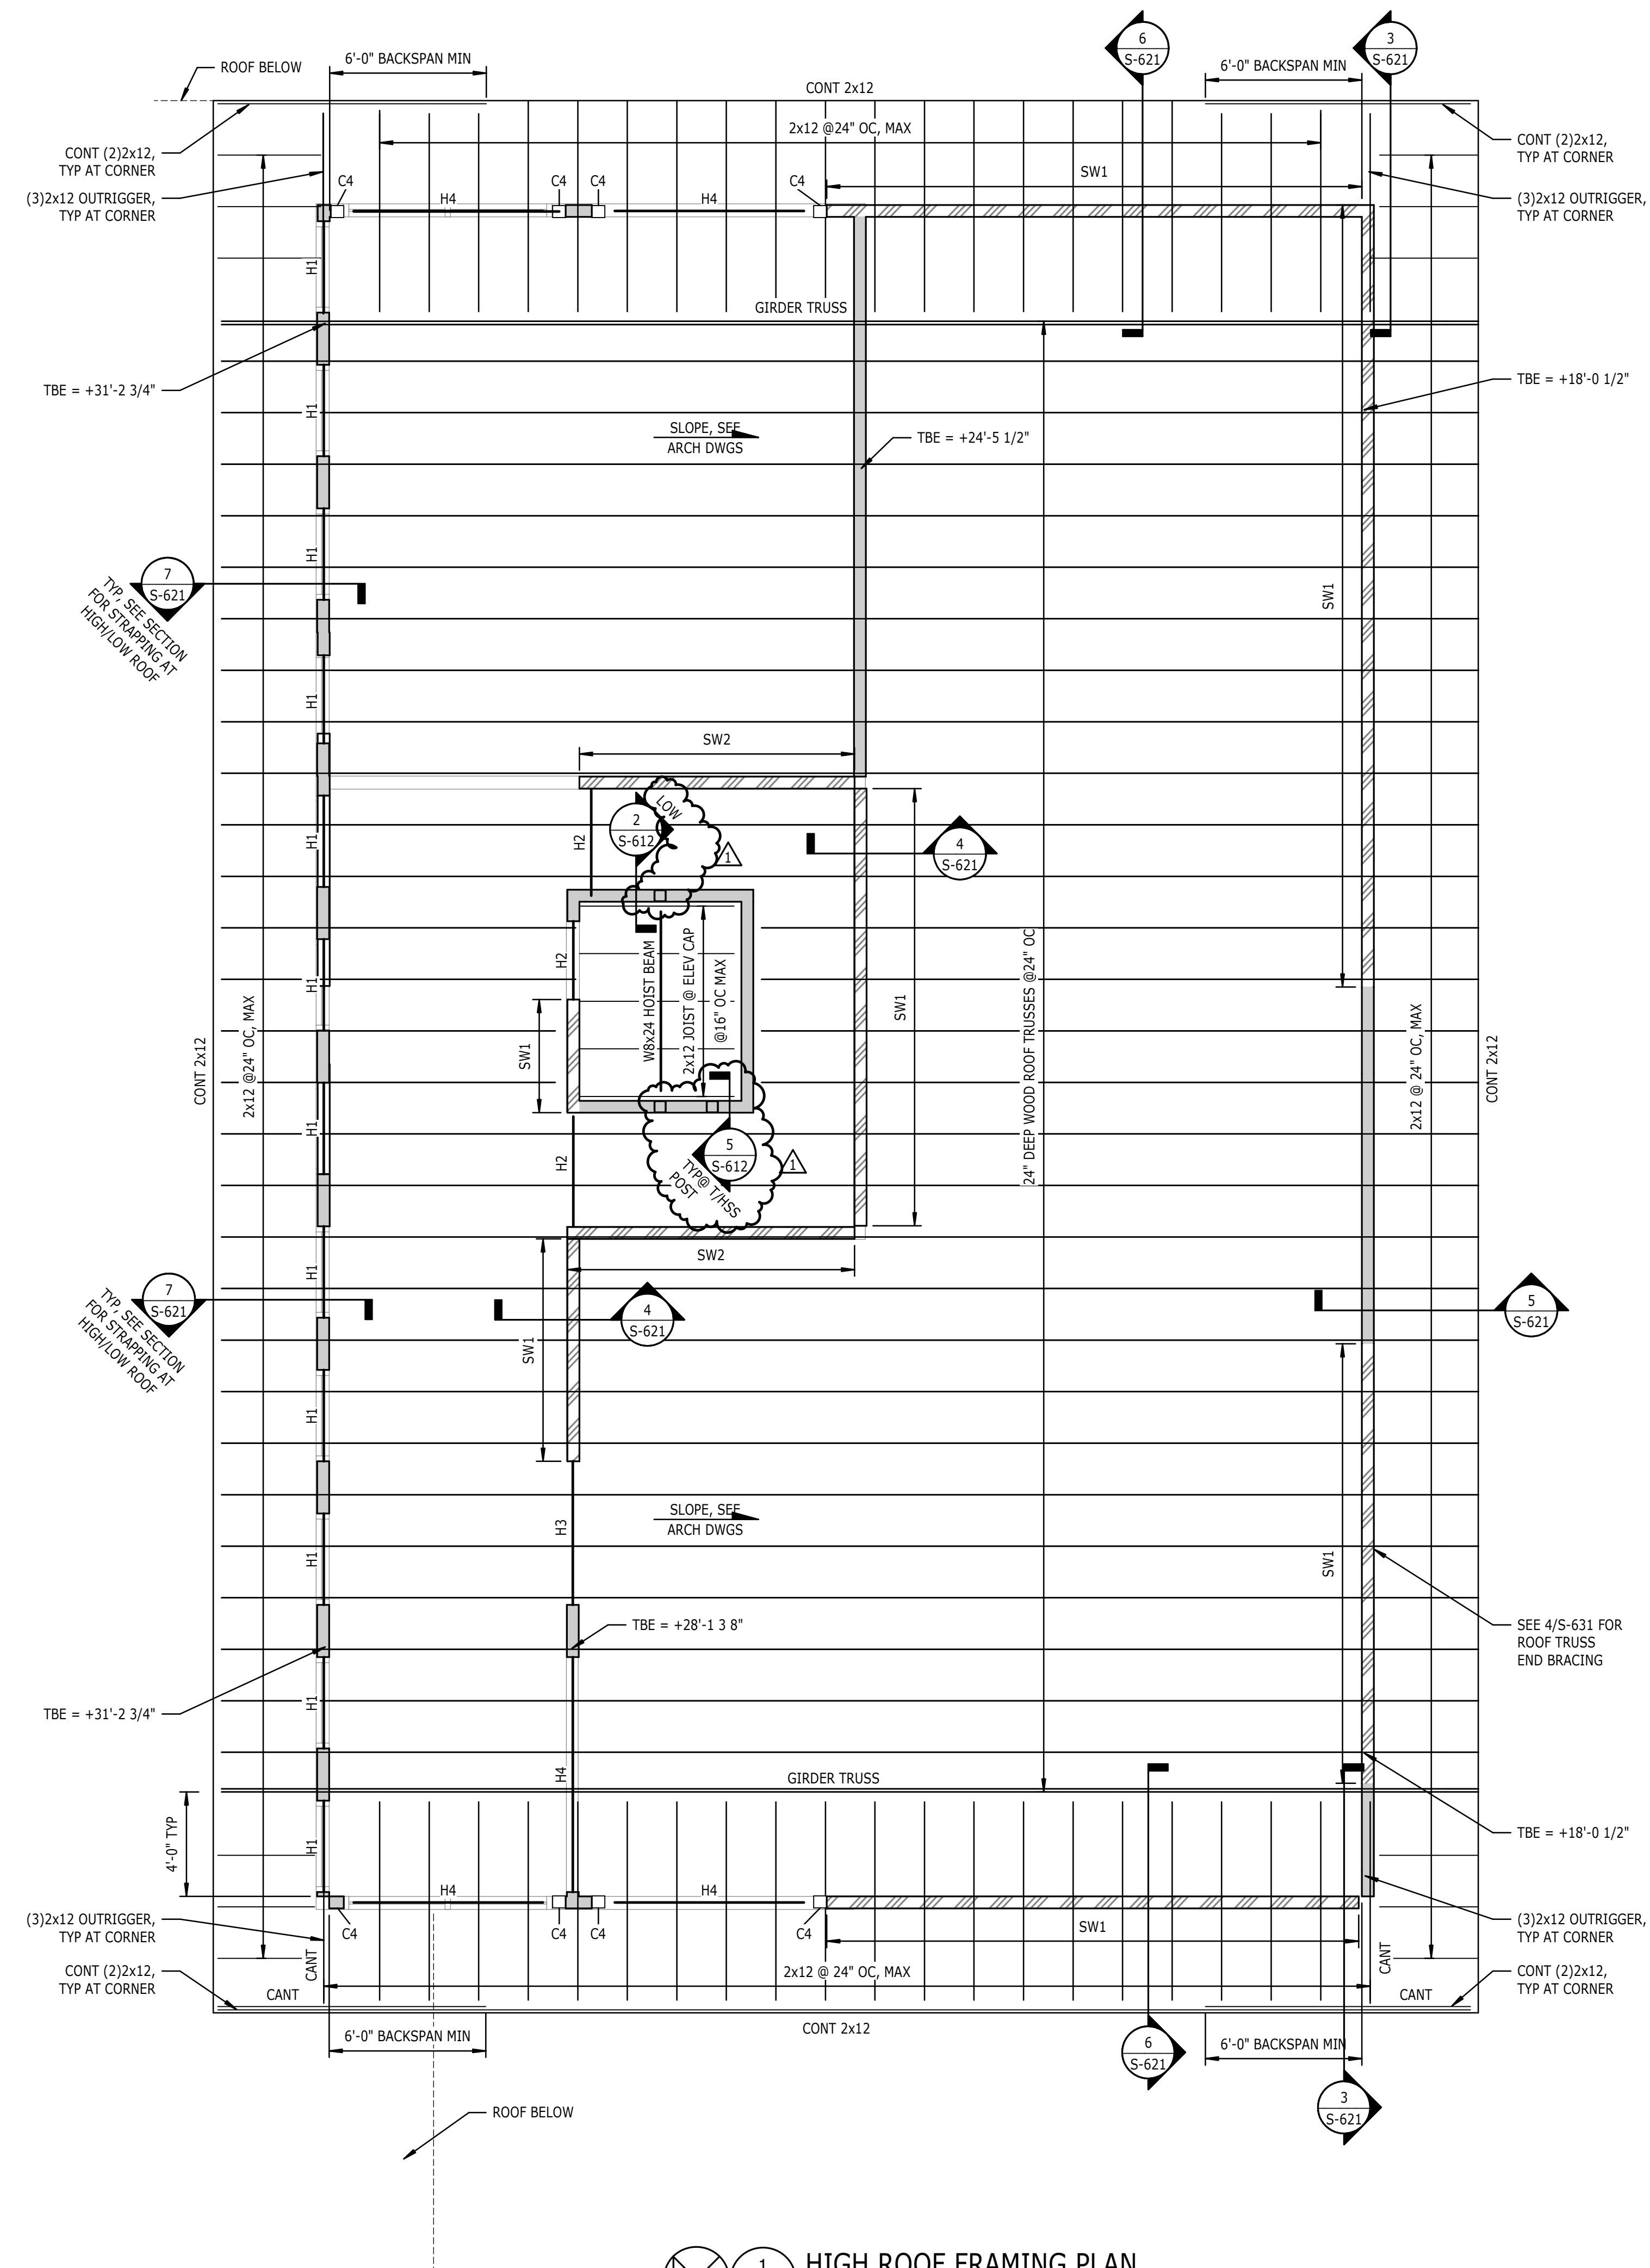 6
S-621
3
S-621
ROOF BELOW
6'-0" BACKSPAN MIN
6'-0" BACKSPAN MIN
CONT 2x12
2x12 @24" OC, MAX
CONT (2)2x12,
TYP AT CORNER
CONT (2)2x12,
TYP AT CORNER
(3)2x12 OUTRIGGER,
TYP AT CORNER
(3)2x12 OUTRIGGER,
TYP AT CORNER
C4
H4
C4
C4
H4
C4
SW1
H1
GIRDER TRUSS
TBE = +31'-2 3/4"
TBE = +18'-0 1/2"
H1
SLOPE, SEE
ARCH DWGS
TBE = +24'-5 1/2"
H1
7
S-621
TYP, SEE SECTION
FOR STRAPPING AT
HIGH/LOW ROOF
SW1
H1
SW2
LOW
2
S-612
1
H2
H1
4
S-621
H2
H1
W8x24 HOIST BEAM
2x12 JOIST @ ELEV CAP
@16" OC MAX
SW1
SW1
24" DEEP WOOD ROOF TRUSSES @24" OC
CONT 2x12
2x12 @24" OC, MAX
2x12 @ 24" OC, MAX
CONT 2x12
H1
H2
5
S-612
TYP@ T/HSS
POST
1
SW2
H1
7
S-621
TYP, SEE SECTION
FOR STRAPPING AT
HIGH/LOW ROOF
4
S-621
5
S-621
SW1
H1
SLOPE, SEE
ARCH DWGS
H3
H1
SW1
TBE = +28'-1 3 8"
SEE 4/S-631 FOR
ROOF TRUSS
END BRACING
H1
TBE = +31'-2 3/4"
H4
GIRDER TRUSS
4'-0" TYP
H1
TBE = +18'-0 1/2"
H4
H4
C4
C4
C4
C4
SW1
(3)2x12 OUTRIGGER,
TYP AT CORNER
(3)2x12 OUTRIGGER,
TYP AT CORNER
CANT
CANT
2x12 @ 24" OC, MAX
CONT (2)2x12,
TYP AT CORNER
CONT (2)2x12,
TYP AT CORNER
CANT
CANT
CONT 2x12
6'-0" BACKSPAN MIN
6'-0" BACKSPAN MIN
6
S-621
3
S-621
ROOF BELOW
1
HIGH ROOF FRAMING PLAN